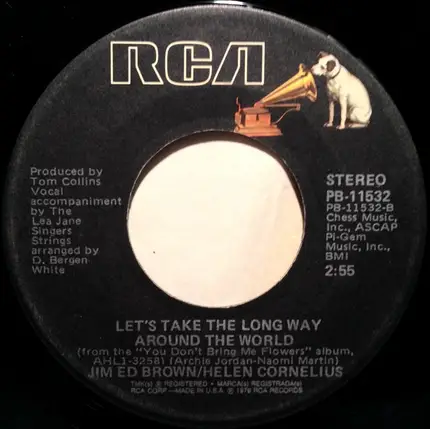 RCA
Produced by
Tom Collins
Vocal
accompaniment
by The
Lea Jane
Singers
Strings
arranged by
D. Bergen
White
STEREO
PB-11532
PB-11532-B
Chess Music,
Inc., ASCAP
Pi-Gem
Music, Inc.,
BMI
2:55
LET'S TAKE THE LONG WAY
AROUND THE WORLD
(from the "You Don't Bring Me Flowers" album,
AHL1-3258) (Archie Jordan-Naomi Martin)
JIM ED BROWN/HELEN CORNELIUS
TMK(s) ® REGISTERED • MARCA(s) REGISTRADA(s)
RCA CORP.—MADE IN U.S.A. ℗ 1978 RCA RECORDS